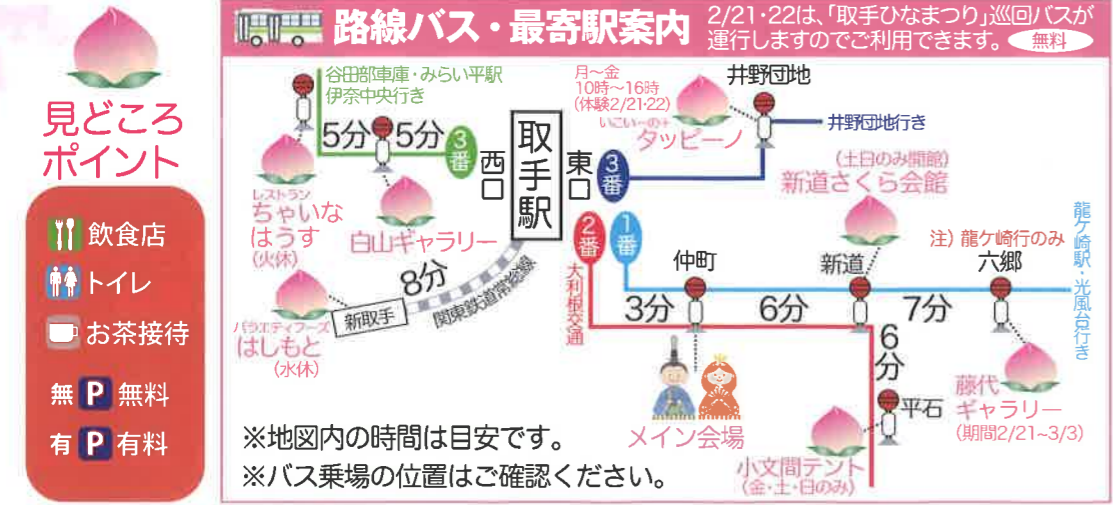 見どころ
ポイント
飲食店
トイレ
お茶接待
無 P 無料
有 P 有料
路線バス・最寄駅案内
2/21・22は、「取手ひなまつり」巡回バスが
運行しますのでご利用できます。 無料
谷田部車庫・みらい平駅
伊奈中央行き
5分
5分
3番
西口
取手駅
東口
3番
2番
1番
月~金
10時~16時
(体験2/21・22)
いこいーの+
タッピーノ
井野団地
井野団地行き
(土日のみ開館)
新道さくら会館
レストラン
ちゃいな
はうす
(火休)
白山ギャラリー
8分
関東鉄道常総線
新取手
バラエティフーズ
はしもと
(水休)
大利根交通
仲町
新道
注) 龍ケ崎行のみ
六郷
龍ケ崎駅・光風台行き
3分
6分
7分
6分
メイン会場
平石
藤代
ギャラリー
(期間2/21~3/3)
小文間テント
(金・土・日のみ)
※地図内の時間は目安です。
※バス乗場の位置はご確認ください。